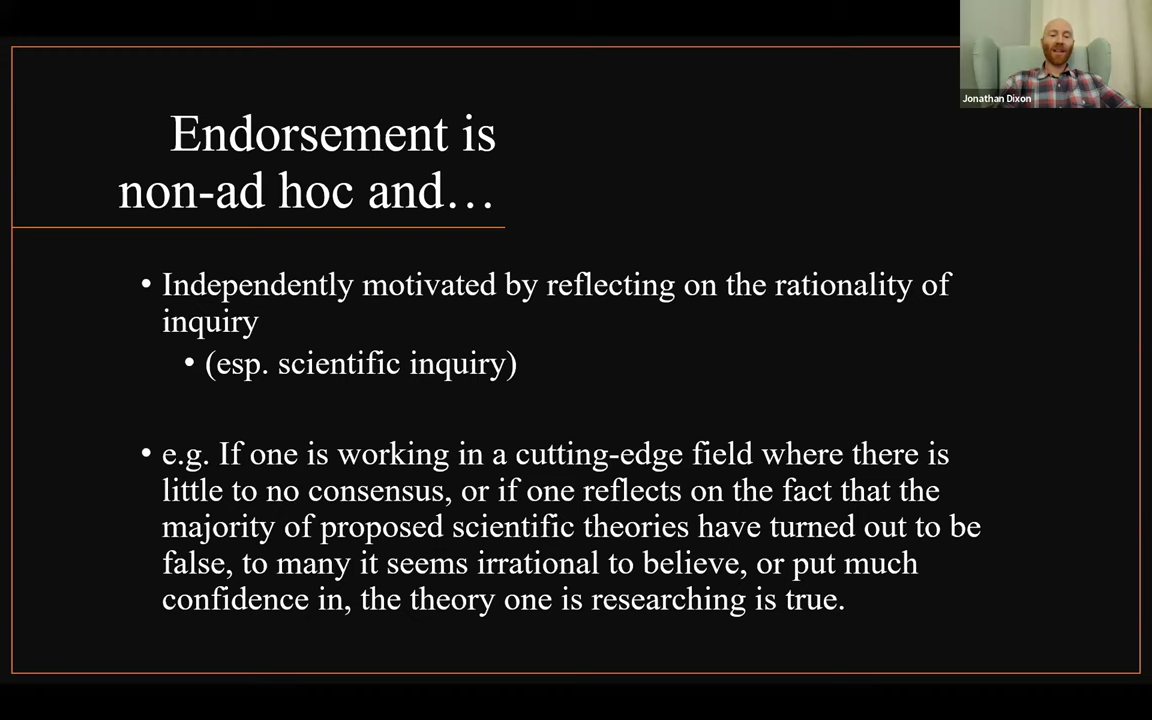 Jonathan Dixon
Endorsement is
non-ad hoc and…
• Independently motivated by reflecting on the rationality of
inquiry
• (esp. scientific inquiry)
• e.g. If one is working in a cutting-edge field where there is
little to no consensus, or if one reflects on the fact that the
majority of proposed scientific theories have turned out to be
false, to many it seems irrational to believe, or put much
confidence in, the theory one is researching is true.